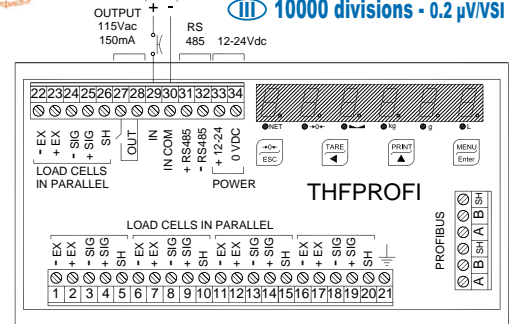 III 10000 divisions - 0.2 µV/VSI
OUTPUT
115Vac
150mA
+ -
RS
485
12-24Vdc
22 23 24 25 26 27 28 29 30 31 32 33 34
- EX
+ EX
- SIG
+ SIG
SH
OUT
IN
IN COM
+ RS485
- RS485
+ 12-24
0 VDC
LOAD CELLS
IN PARALLEL
POWER
NET →0← kg g L
→0←
ESC
TARE
PRINT
MENU
Enter
THFPROFI
PROFIBUS
SH
B
A
SH
B
A
LOAD CELLS IN PARALLEL
- EX
+ EX
- SIG
+ SIG
SH
- EX
+ EX
- SIG
+ SIG
SH
- EX
+ EX
- SIG
+ SIG
SH
- EX
+ EX
- SIG
+ SIG
SH
1 2 3 4 5 6 7 8 9 10 11 12 13 14 15 16 17 18 19 20 21